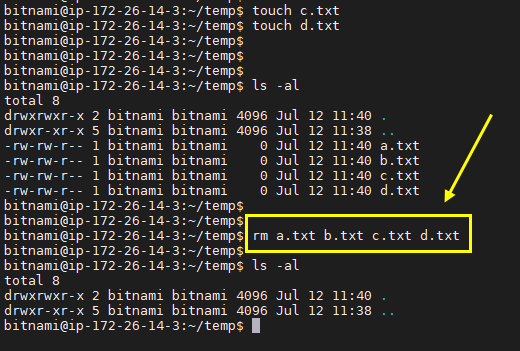 bitnami@ip-172-26-14-3:~/temp$ touch c.txt
bitnami@ip-172-26-14-3:~/temp$ touch d.txt
bitnami@ip-172-26-14-3:~/temp$
bitnami@ip-172-26-14-3:~/temp$
bitnami@ip-172-26-14-3:~/temp$
bitnami@ip-172-26-14-3:~/temp$ ls -al
total 8
drwxrwxr-x 2 bitnami bitnami 4096 Jul 12 11:40 .
drwxr-xr-x 5 bitnami bitnami 4096 Jul 12 11:38 ..
-rw-rw-r-- 1 bitnami bitnami    0 Jul 12 11:40 a.txt
-rw-rw-r-- 1 bitnami bitnami    0 Jul 12 11:40 b.txt
-rw-rw-r-- 1 bitnami bitnami    0 Jul 12 11:40 c.txt
-rw-rw-r-- 1 bitnami bitnami    0 Jul 12 11:40 d.txt
bitnami@ip-172-26-14-3:~/temp$
bitnami@ip-172-26-14-3:~/temp$
bitnami@ip-172-26-14-3:~/temp$ rm a.txt b.txt c.txt d.txt
bitnami@ip-172-26-14-3:~/temp$
bitnami@ip-172-26-14-3:~/temp$ ls -al
total 8
drwxrwxr-x 2 bitnami bitnami 4096 Jul 12 11:40 .
drwxr-xr-x 5 bitnami bitnami 4096 Jul 12 11:38 ..
bitnami@ip-172-26-14-3:~/temp$